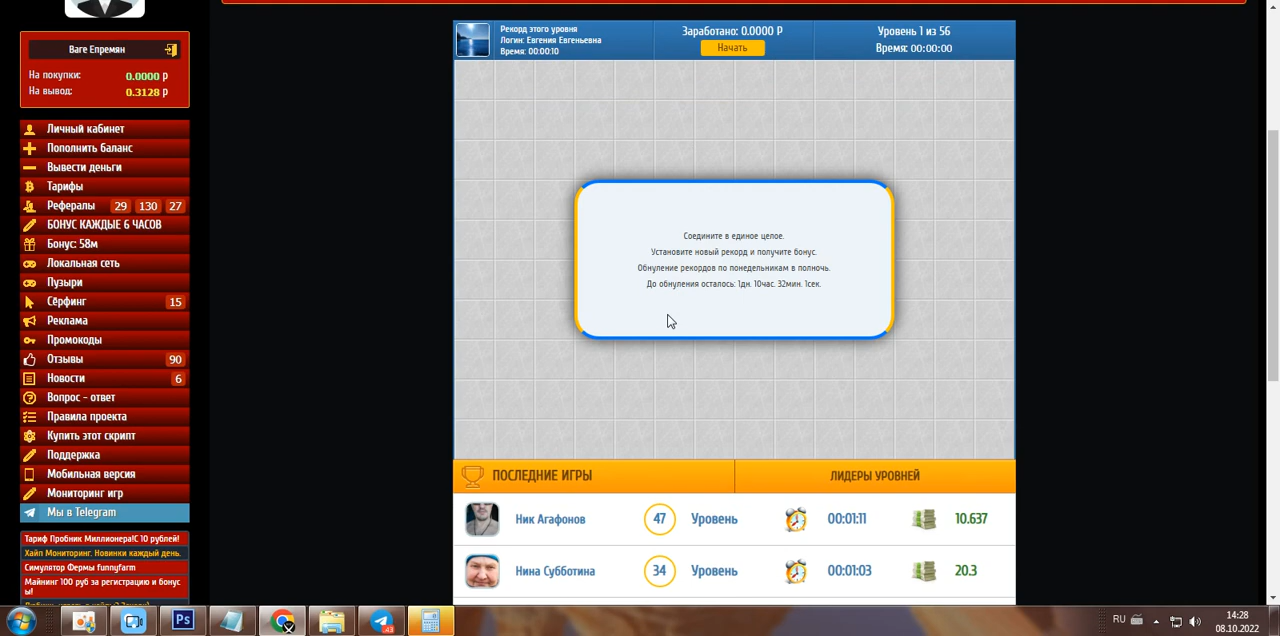 Ваге Епремян
На покупки: 0.0000 р
На вывод: 0.3128 р
Личный кабинет
Пополнить баланс
Вывести деньги
Тарифы
Рефералы 29 130 27
БОНУС КАЖДЫЕ 6 ЧАСОВ
Бонус: 58м
Локальная сеть
Пузыри
Сёрфинг 15
Реклама
Промокоды
Отзывы 90
Новости 6
Вопрос - ответ
Правила проекта
Купить этот скрипт
Поддержка
Мобильная версия
Мониторинг игр
Мы в Telegram
Тариф Пробник Миллионера!С 10 рублей!
Хайп Мониторинг. Новинки каждый день.
Симулятор Фермы funnyfarm
Майнинг 100 руб за регистрацию и бонус
ы!
Рекорд этого уровня
Логин: Евгения Евгеньевна
Время: 00:00:10
Заработано: 0.0000 Р
Начать
Уровень 1 из 56
Время: 00:00:00
Соедините в единое целое.
Установите новый рекорд и получите бонус.
Обнуление рекордов по понедельникам в полночь.
До обнуления осталось: 1дн. 10час. 32мин. 1сек.
ПОСЛЕДНИЕ ИГРЫ
ЛИДЕРЫ УРОВНЕЙ
Ник Агафонов 47 Уровень 00:01:11 10.637
Нина Субботина 34 Уровень 00:01:03 20.3
Ps
43
RU
14:28
08.10.2022